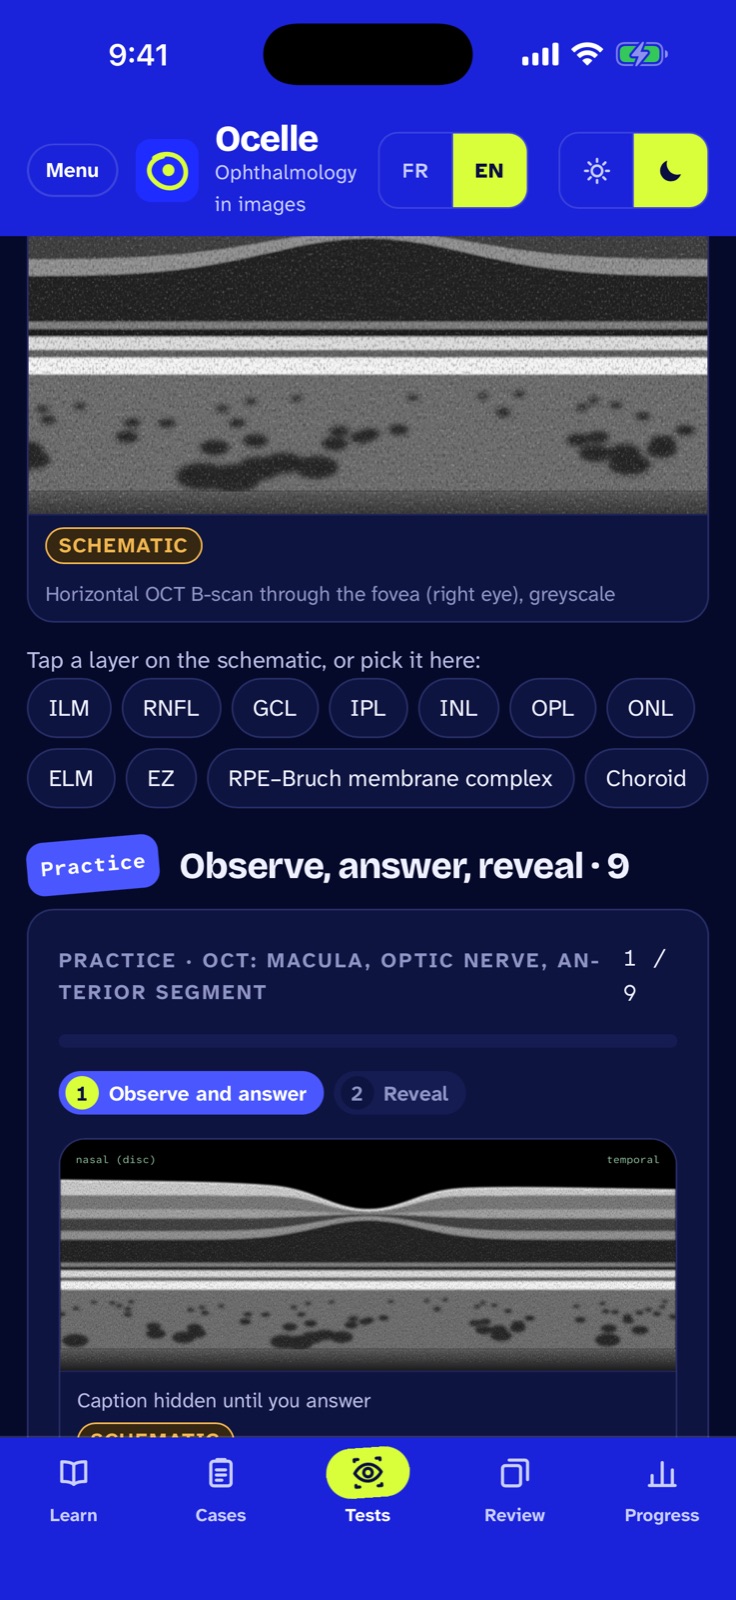 9:41
Menu
Ocelle
Ophthalmology
in images
FR
EN
SCHEMATIC
Horizontal OCT B-scan through the fovea (right eye), greyscale
Tap a layer on the schematic, or pick it here:
ILM RNFL GCL IPL INL OPL ONL
ELM EZ RPE–Bruch membrane complex Choroid
Practice
Observe, answer, reveal · 9
PRACTICE · OCT: MACULA, OPTIC NERVE, AN-
TERIOR SEGMENT
1 /
9
1 Observe and answer 2 Reveal
nasal (disc) temporal
Caption hidden until you answer
SCHEMATIC
Learn Cases Tests Review Progress